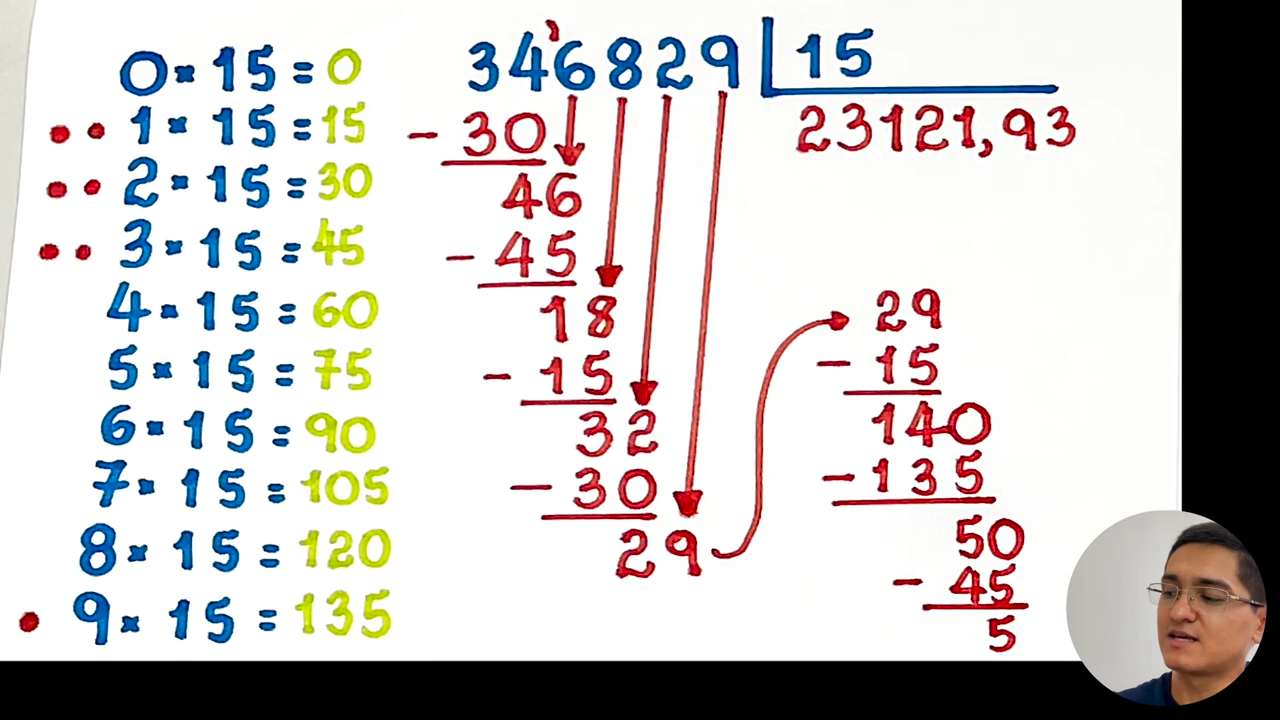 0 × 15 = 0
1 × 15 = 15
2 × 15 = 30
3 × 15 = 45
4 × 15 = 60
5 × 15 = 75
6 × 15 = 90
7 × 15 = 105
8 × 15 = 120
9 × 15 = 135
34'6829 | 15
23121,93
- 30
46
- 45
18
- 15
32
- 30
29
29
- 15
140
- 135
50
- 45
5